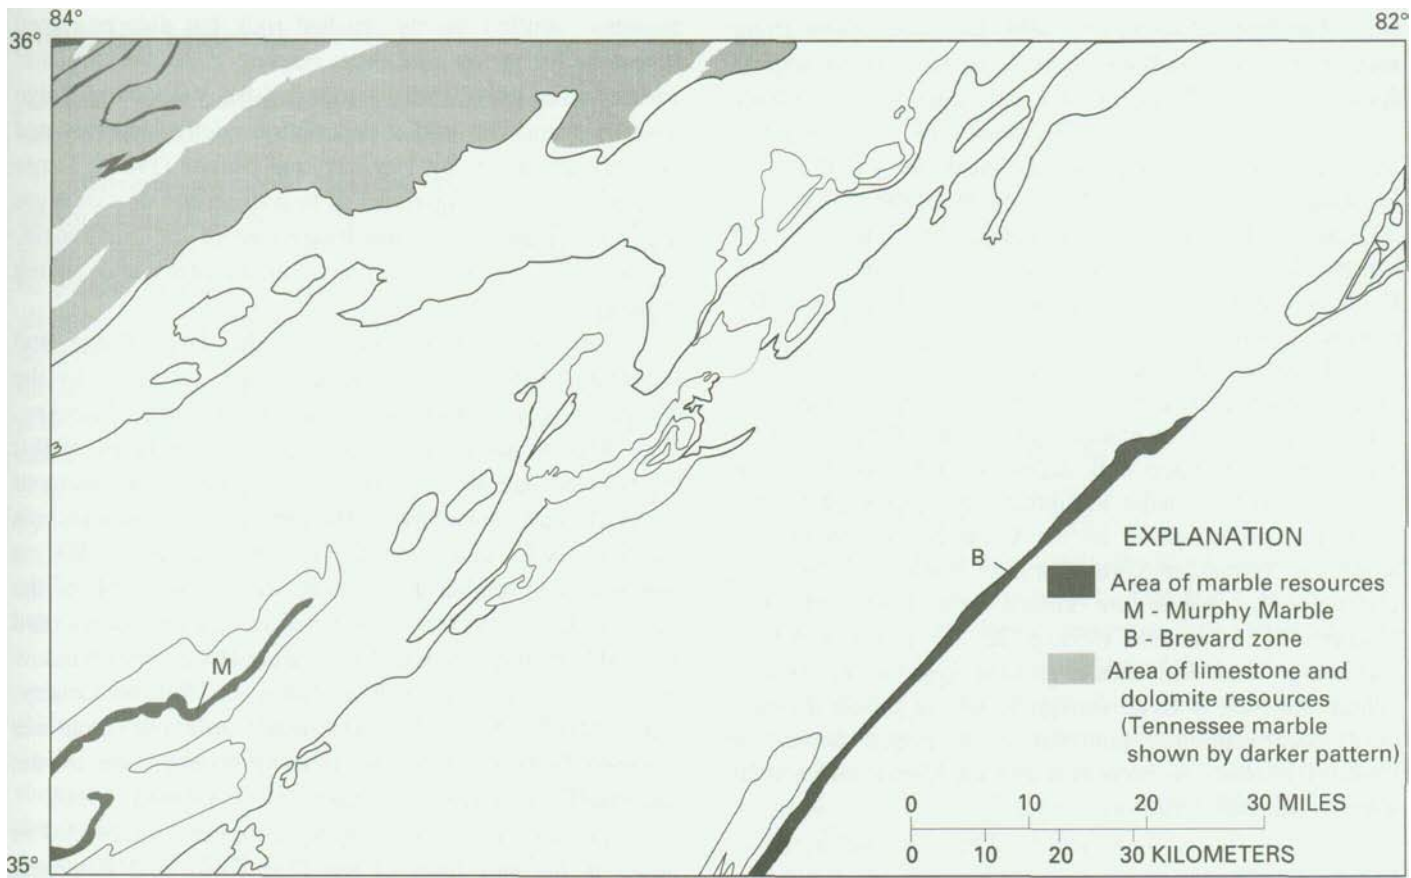 84°
82°
36°
B
EXPLANATION
Area of marble resources
M - Murphy Marble
B - Brevard zone
Area of limestone and
dolomite resources
(Tennessee marble
shown by darker pattern)
M
0 10 20 30 MILES
0 10 20 30 KILOMETERS
35°